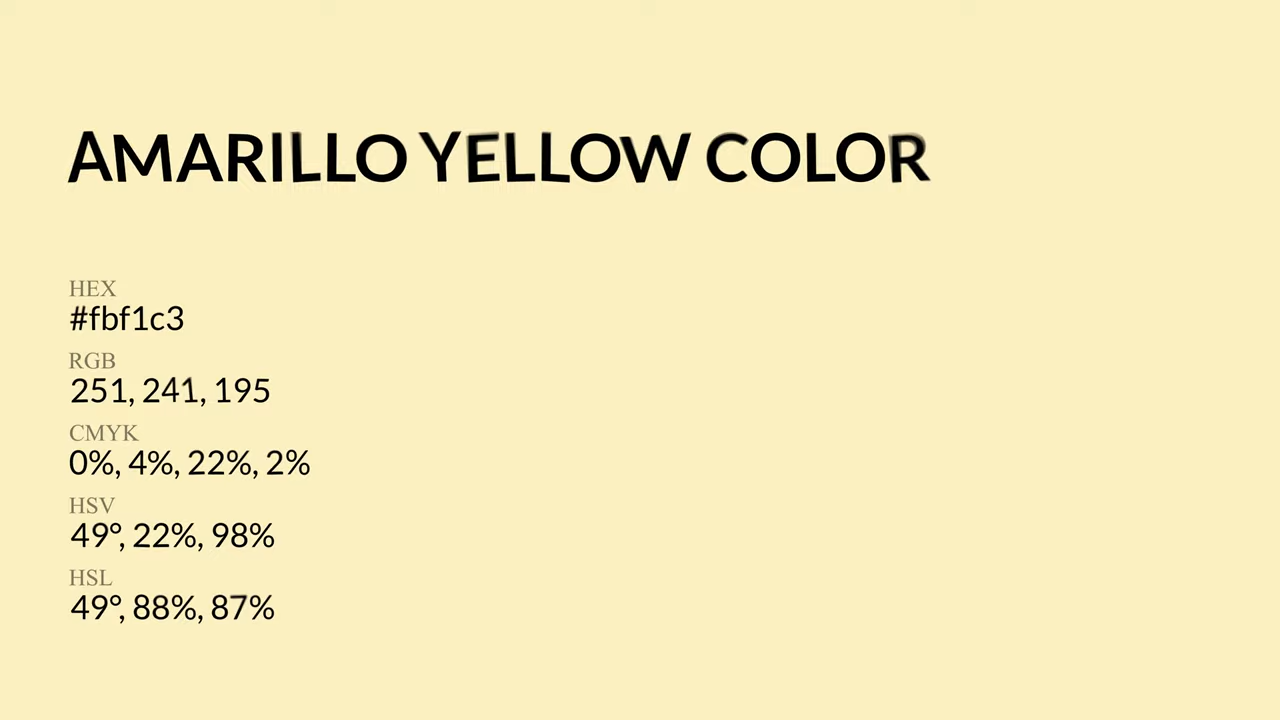 AMARILLO YELLOW COLOR
HEX
#fbf1c3
RGB
251, 241, 195
CMYK
0%, 4%, 22%, 2%
HSV
49°, 22%, 98%
HSL
49°, 88%, 87%